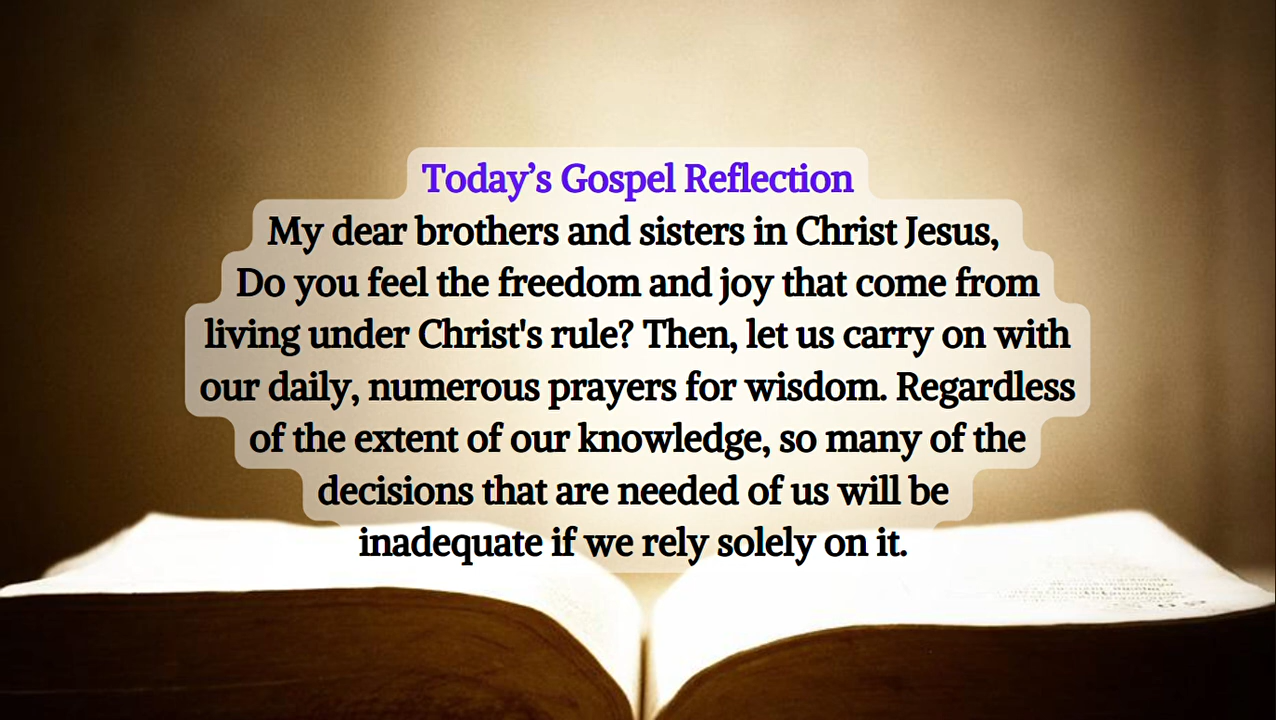 Today’s Gospel Reflection
My dear brothers and sisters in Christ Jesus,
Do you feel the freedom and joy that come from
living under Christ's rule? Then, let us carry on with
our daily, numerous prayers for wisdom. Regardless
of the extent of our knowledge, so many of the
decisions that are needed of us will be
inadequate if we rely solely on it.